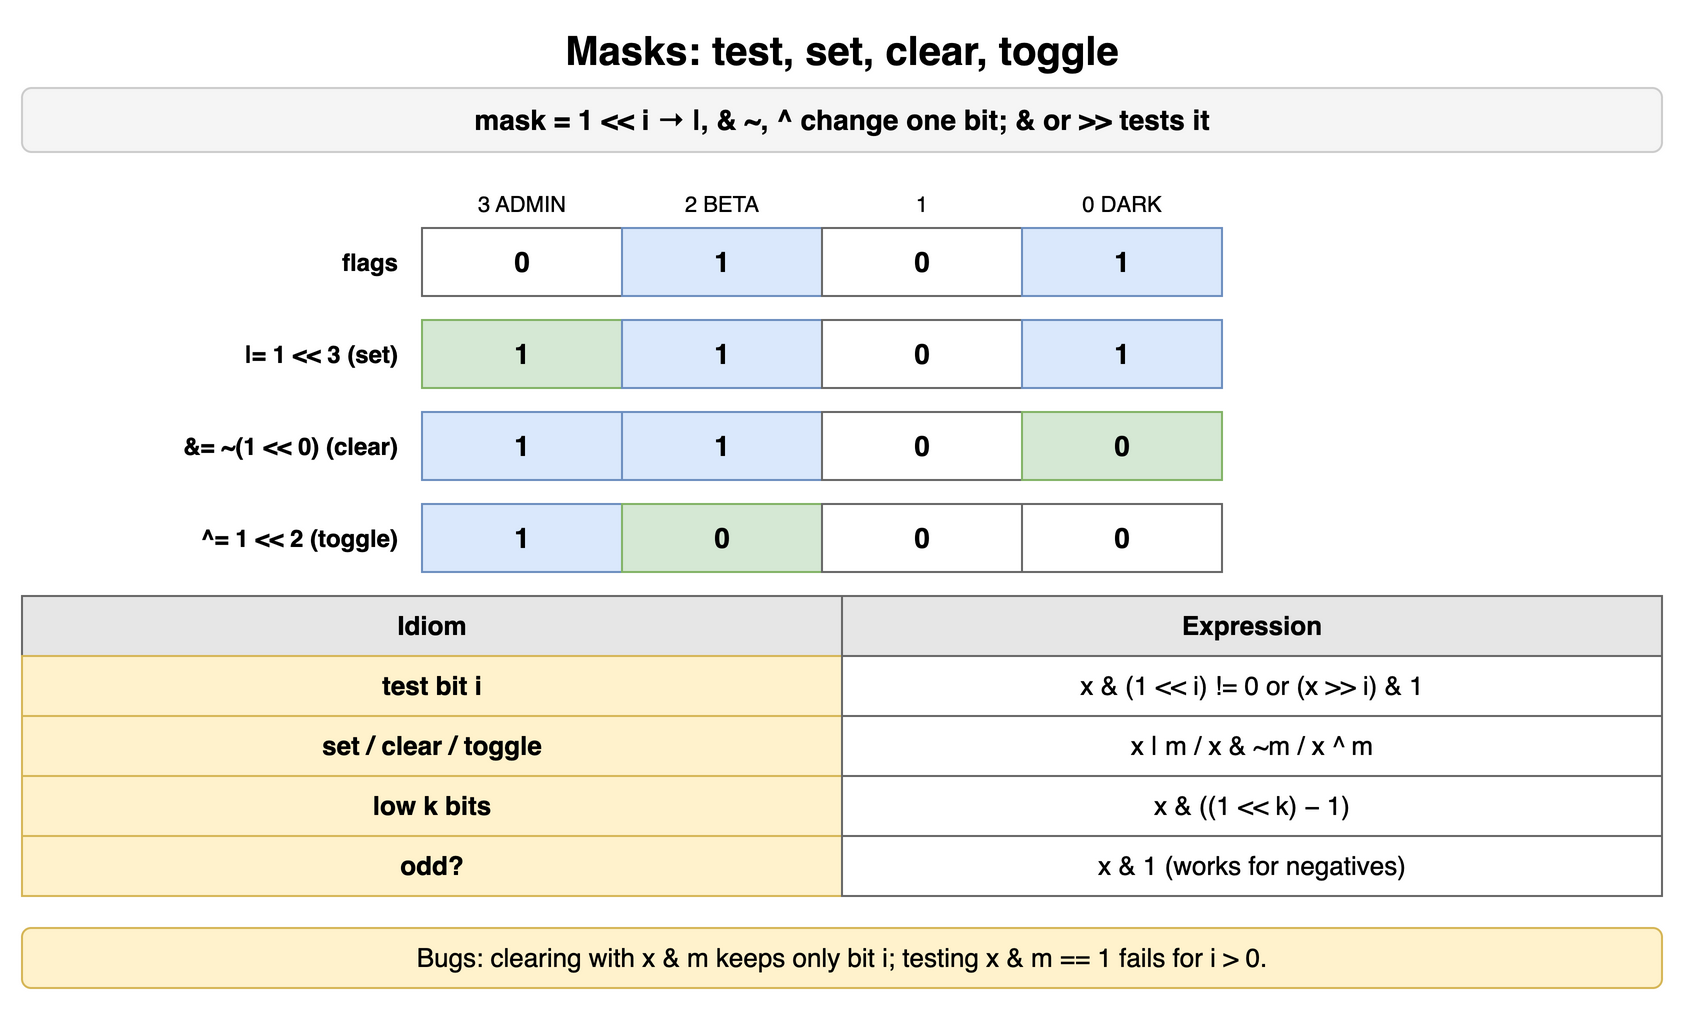 Masks: test, set, clear, toggle
mask = 1 << i → |, & ~, ^ change one bit; & or >> tests it
3 ADMIN 2 BETA 1 0 DARK
flags 0 1 0 1
|= 1 << 3 (set) 1 1 0 1
&= ~(1 << 0) (clear) 1 1 0 0
^= 1 << 2 (toggle) 1 0 0 0
Idiom Expression
test bit i x & (1 << i) != 0 or (x >> i) & 1
set / clear / toggle x | m / x & ~m / x ^ m
low k bits x & ((1 << k) − 1)
odd? x & 1 (works for negatives)
Bugs: clearing with x & m keeps only bit i; testing x & m == 1 fails for i > 0.